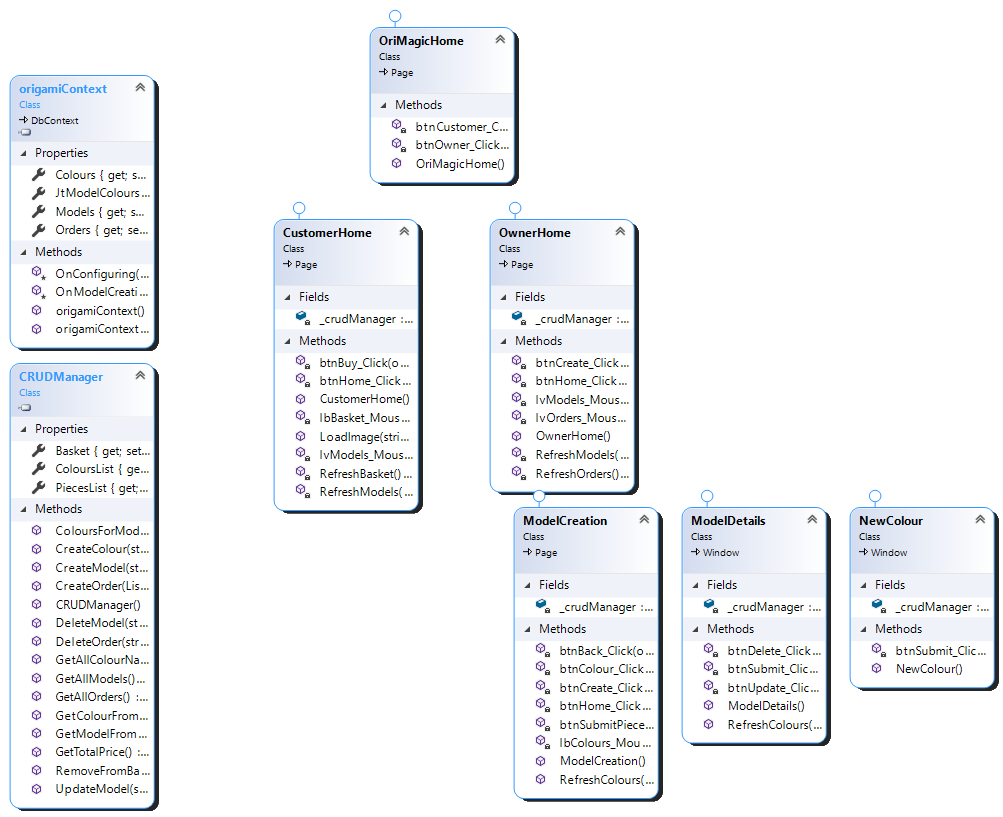 OriMagicHome
Class
Page
Methods
btnCustomer_C...
btnOwner_Click...
OriMagicHome()
origamiContext
Class
DbContext
Properties
Colours { get; s...
JtModelColours...
Models { get; s...
Orders { get; se...
Methods
OnConfiguring(...
OnModelCreati...
origamiContext()
origamiContext...
CRUDManager
Class
Properties
Basket { get; set...
ColoursList { ge...
PiecesList { get;...
Methods
ColoursForMod...
CreateColour(st...
CreateModel(st...
CreateOrder(Lis...
CRUDManager()
DeleteModel(st...
DeleteOrder(str...
GetAllColourNa...
GetAllModels()...
GetAllOrders() :...
GetColourFrom...
GetModelFrom...
GetTotalPrice() :...
RemoveFromBa...
UpdateModel(s...
CustomerHome
Class
Page
Fields
_crudManager :...
Methods
btnBuy_Click(o...
btnHome_Click...
CustomerHome()
lbBasket_Mous...
LoadImage(stri...
lvModels_Mous...
RefreshBasket()...
RefreshModels(...
OwnerHome
Class
Page
Fields
_crudManager :...
Methods
btnCreate_Click...
btnHome_Click...
lvModels_Mous...
lvOrders_Mous...
OwnerHome()
RefreshModels(...
RefreshOrders()...
ModelCreation
Class
Page
Fields
_crudManager :...
Methods
btnBack_Click(o...
btnColour_Click...
btnCreate_Click...
btnHome_Click...
btnSubmitPiece...
lbColours_Mou...
ModelCreation()
RefreshColours(...
ModelDetails
Class
Window
Fields
_crudManager :...
Methods
btnDelete_Click...
btnSubmit_Clic...
btnUpdate_Clic...
ModelDetails()
RefreshColours(...
NewColour
Class
Window
Fields
_crudManager :...
Methods
btnSubmit_Clic...
NewColour()